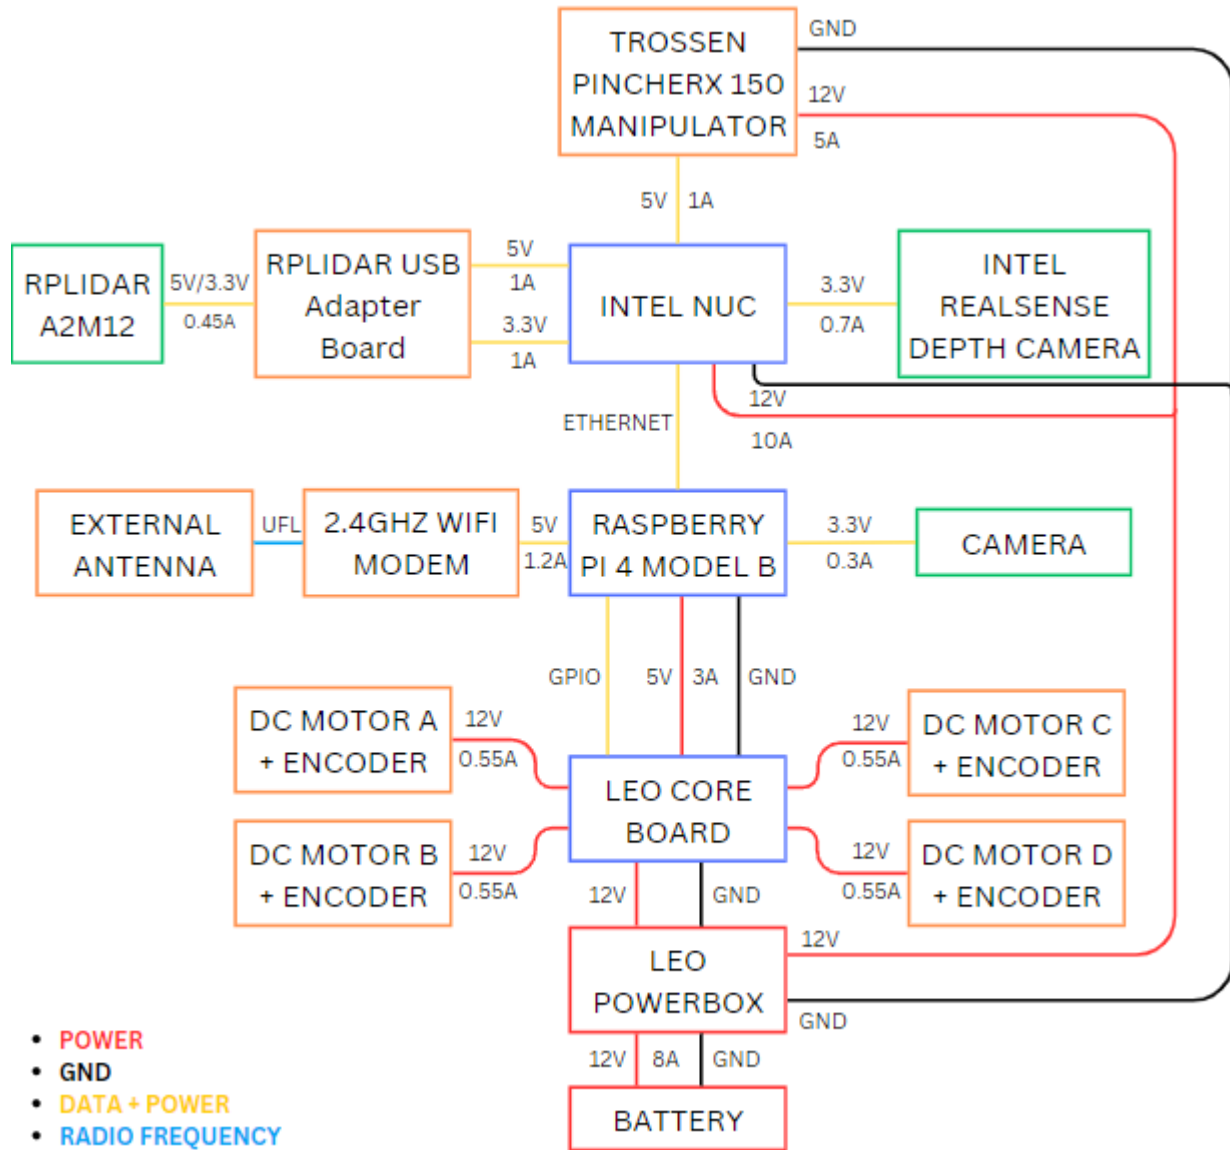 TROSSEN
PINCHERX 150
MANIPULATOR
GND
12V
5A
5V
1A
RPLIDAR
A2M12
5V/3.3V
0.45A
RPLIDAR USB
Adapter
Board
5V
1A
3.3V
1A
INTEL NUC
3.3V
0.7A
INTEL
REALSENSE
DEPTH CAMERA
12V
10A
ETHERNET
EXTERNAL
ANTENNA
UFL
2.4GHZ WIFI
MODEM
5V
1.2A
RASPBERRY
PI 4 MODEL B
3.3V
0.3A
CAMERA
GPIO
5V
3A
GND
DC MOTOR A
+ ENCODER
12V
0.55A
12V
0.55A
DC MOTOR C
+ ENCODER
LEO CORE
BOARD
DC MOTOR B
+ ENCODER
12V
0.55A
12V
0.55A
DC MOTOR D
+ ENCODER
12V
GND
LEO
POWERBOX
12V
GND
12V
8A
GND
BATTERY
• POWER
• GND
• DATA + POWER
• RADIO FREQUENCY